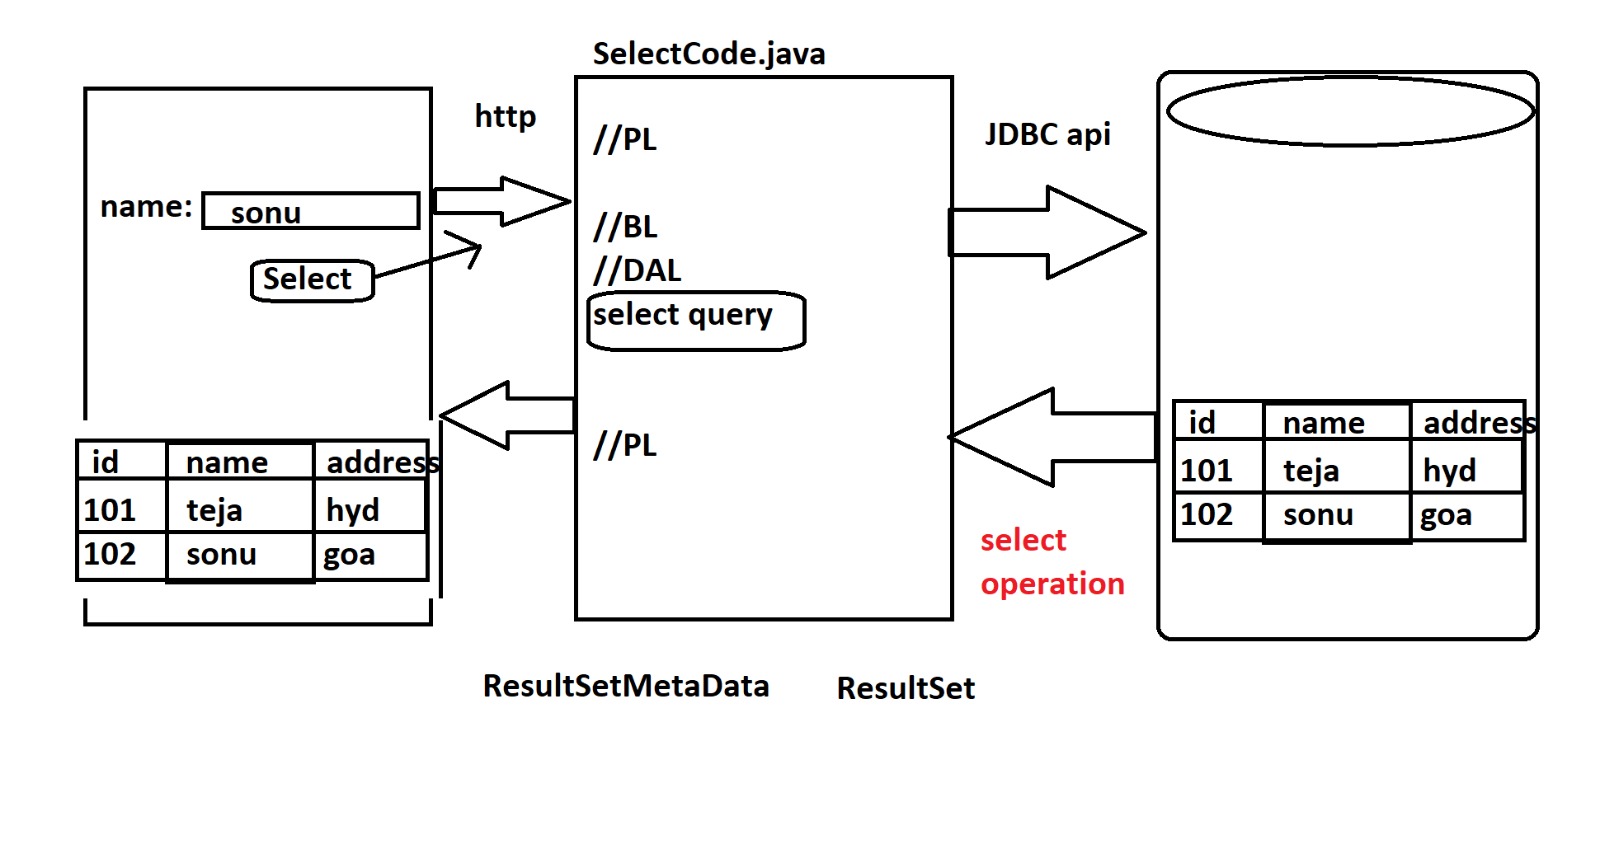 SelectCode.java
http
//PL
JDBC api
name: sonu
//BL
Select
//DAL
select query
//PL
id name address
101 teja hyd
102 sonu goa
id name address
101 teja hyd
102 sonu goa
select
operation
ResultSetMetaData
ResultSet